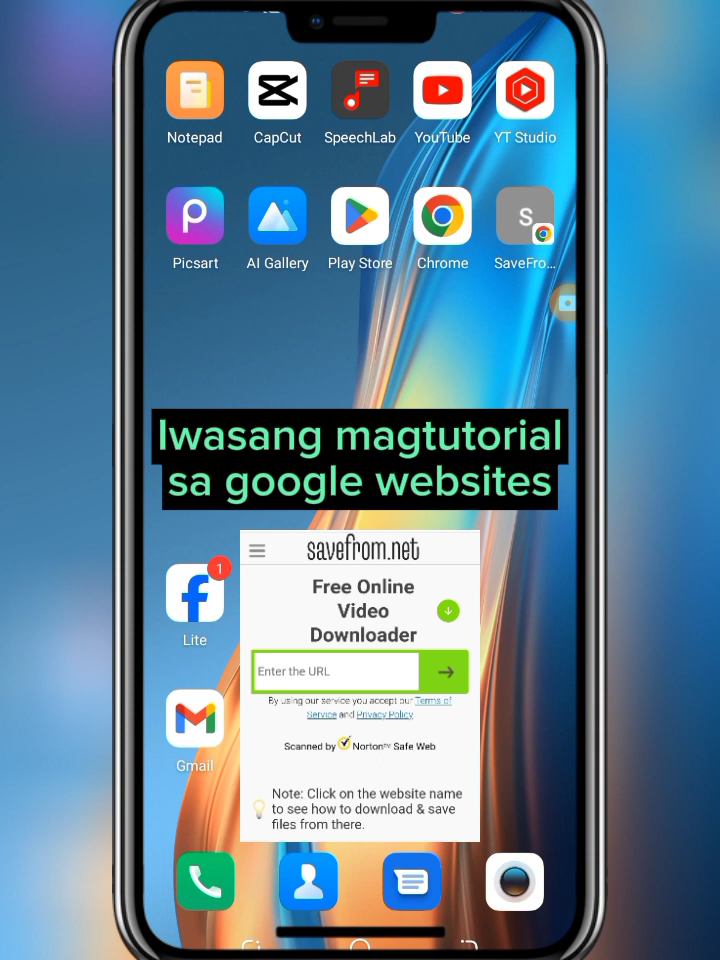 Notepad CapCut SpeechLab YouTube YT Studio
Picsart AI Gallery Play Store Chrome SaveFro...
S
Iwasang magtutorial
sa google websites
1
Lite
Gmail
savefrom.net
Free Online
Video
Downloader
Enter the URL
By using our service you accept our Terms of
Service and Privacy Policy
Scanned by Norton™ Safe Web
Note: Click on the website name
to see how to download & save
files from there.